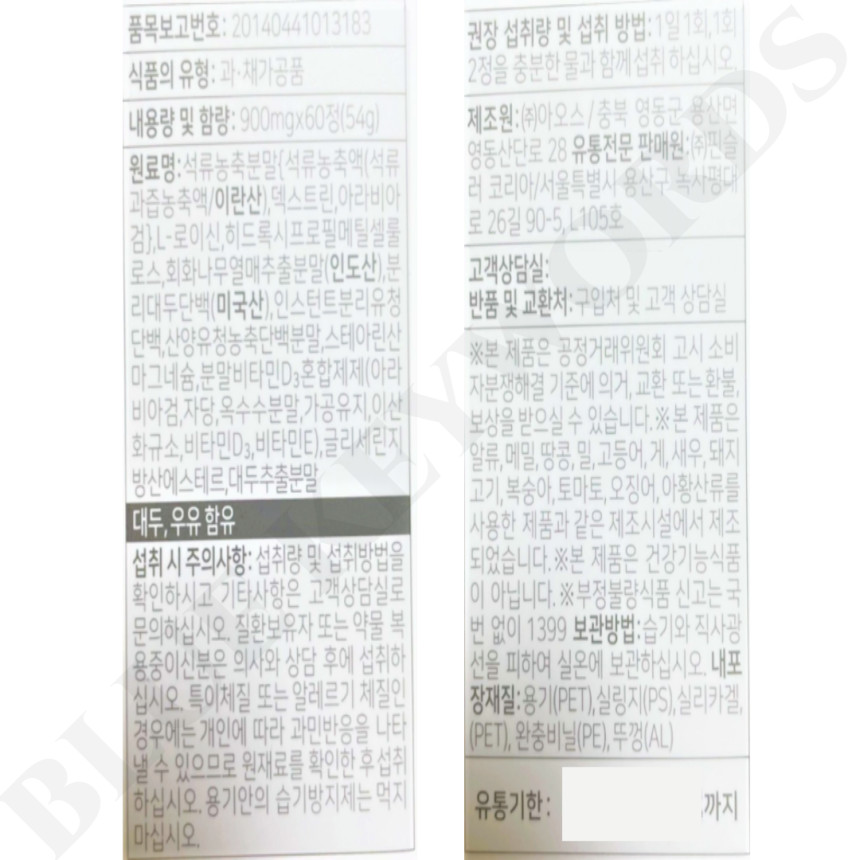 품목보고번호: 20140441013183
식품의 유형: 과·채가공품
내용량 및 함량: 900mgx60정(54g)
원료명:석류농축분말{석류농축액(석류
과즙농축액/이란산),덱스트린,아라비아
검},L-로이신,히드록시프로필메틸셀룰
로스,회화나무열매추출분말(인도산),분
리대두단백(미국산),인스턴트분리유청
단백,산양유청농축단백분말,스테아린산
마그네슘,분말비타민D₃혼합제제(아라
비아검,자당,옥수수분말,가공유지,이산
화규소,비타민D₃,비타민E),글리세린지
방산에스테르,대두추출분말
대두, 우유 함유
섭취 시 주의사항: 섭취량 및 섭취방법을
확인하시고 기타사항은 고객상담실로
문의하십시오. 질환보유자 또는 약물 복
용중이신분은 의사와 상담 후에 섭취하
십시오. 특이체질 또는 알레르기 체질인
경우에는 개인에 따라 과민반응을 나타
낼 수 있으므로 원재료를 확인한 후 섭취
하십시오. 용기안의 습기방지제는 먹지
마십시오.
권장 섭취량 및 섭취 방법:1일 1회,1회
2정을 충분한 물과 함께 섭취 하십시오.
제조원:㈜아오스/충북 영동군 용산면
영동산단로 28 유통전문 판매원:㈜핀슬
러 코리아/서울특별시 용산구 녹사평대
로 26길 90-5, L105호
고객상담실:
반품 및 교환처:구입처 및 고객 상담실
※본 제품은 공정거래위원회 고시 소비
자분쟁해결 기준에 의거, 교환 또는 환불,
보상을 받으실 수 있습니다.※본 제품은
알류,메밀,땅콩,밀,고등어,게,새우,돼지
고기,복숭아,토마토,오징어,아황산류를
사용한 제품과 같은 제조시설에서 제조
되었습니다.※본 제품은 건강기능식품
이 아닙니다.※부정불량식품 신고는 국
번 없이 1399 보관방법:습기와 직사광
선을 피하여 실온에 보관하십시오. 내포
장재질:용기(PET),실링지(PS),실리카겔,
(PET), 완충비닐(PE), 뚜껑(AL)
유통기한: ,까지
BLUE KEYWORDS